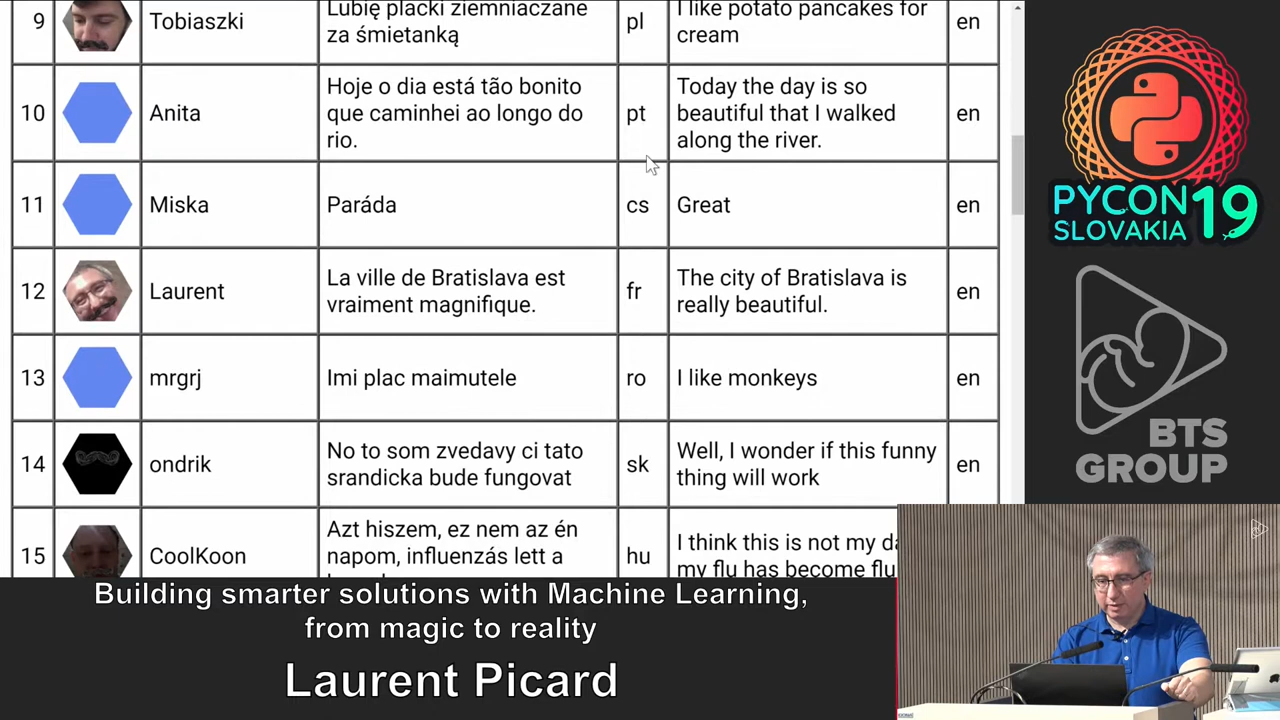 9 Tobiaszki Lubię placki ziemniaczane pl I like potato pancakes for en
za śmietanką cream
10 Anita Hoje o dia está tão bonito pt Today the day is so en
que caminhei ao longo do beautiful that I walked
rio. along the river.
11 Miska Paráda cs Great en
12 Laurent La ville de Bratislava est fr The city of Bratislava is en
vraiment magnifique. really beautiful.
13 mrgrj Imi plac maimutele ro I like monkeys en
14 ondrik No to som zvedavy ci tato sk Well, I wonder if this funny en
srandicka bude fungovat thing will work
15 CoolKoon Azt hiszem, ez nem az én hu I think this is not my
napom, influenzás lett a my flu has become flu
PYCON 19
SLOVAKIA
BTS
GROUP
Building smarter solutions with Machine Learning,
from magic to reality
Laurent Picard